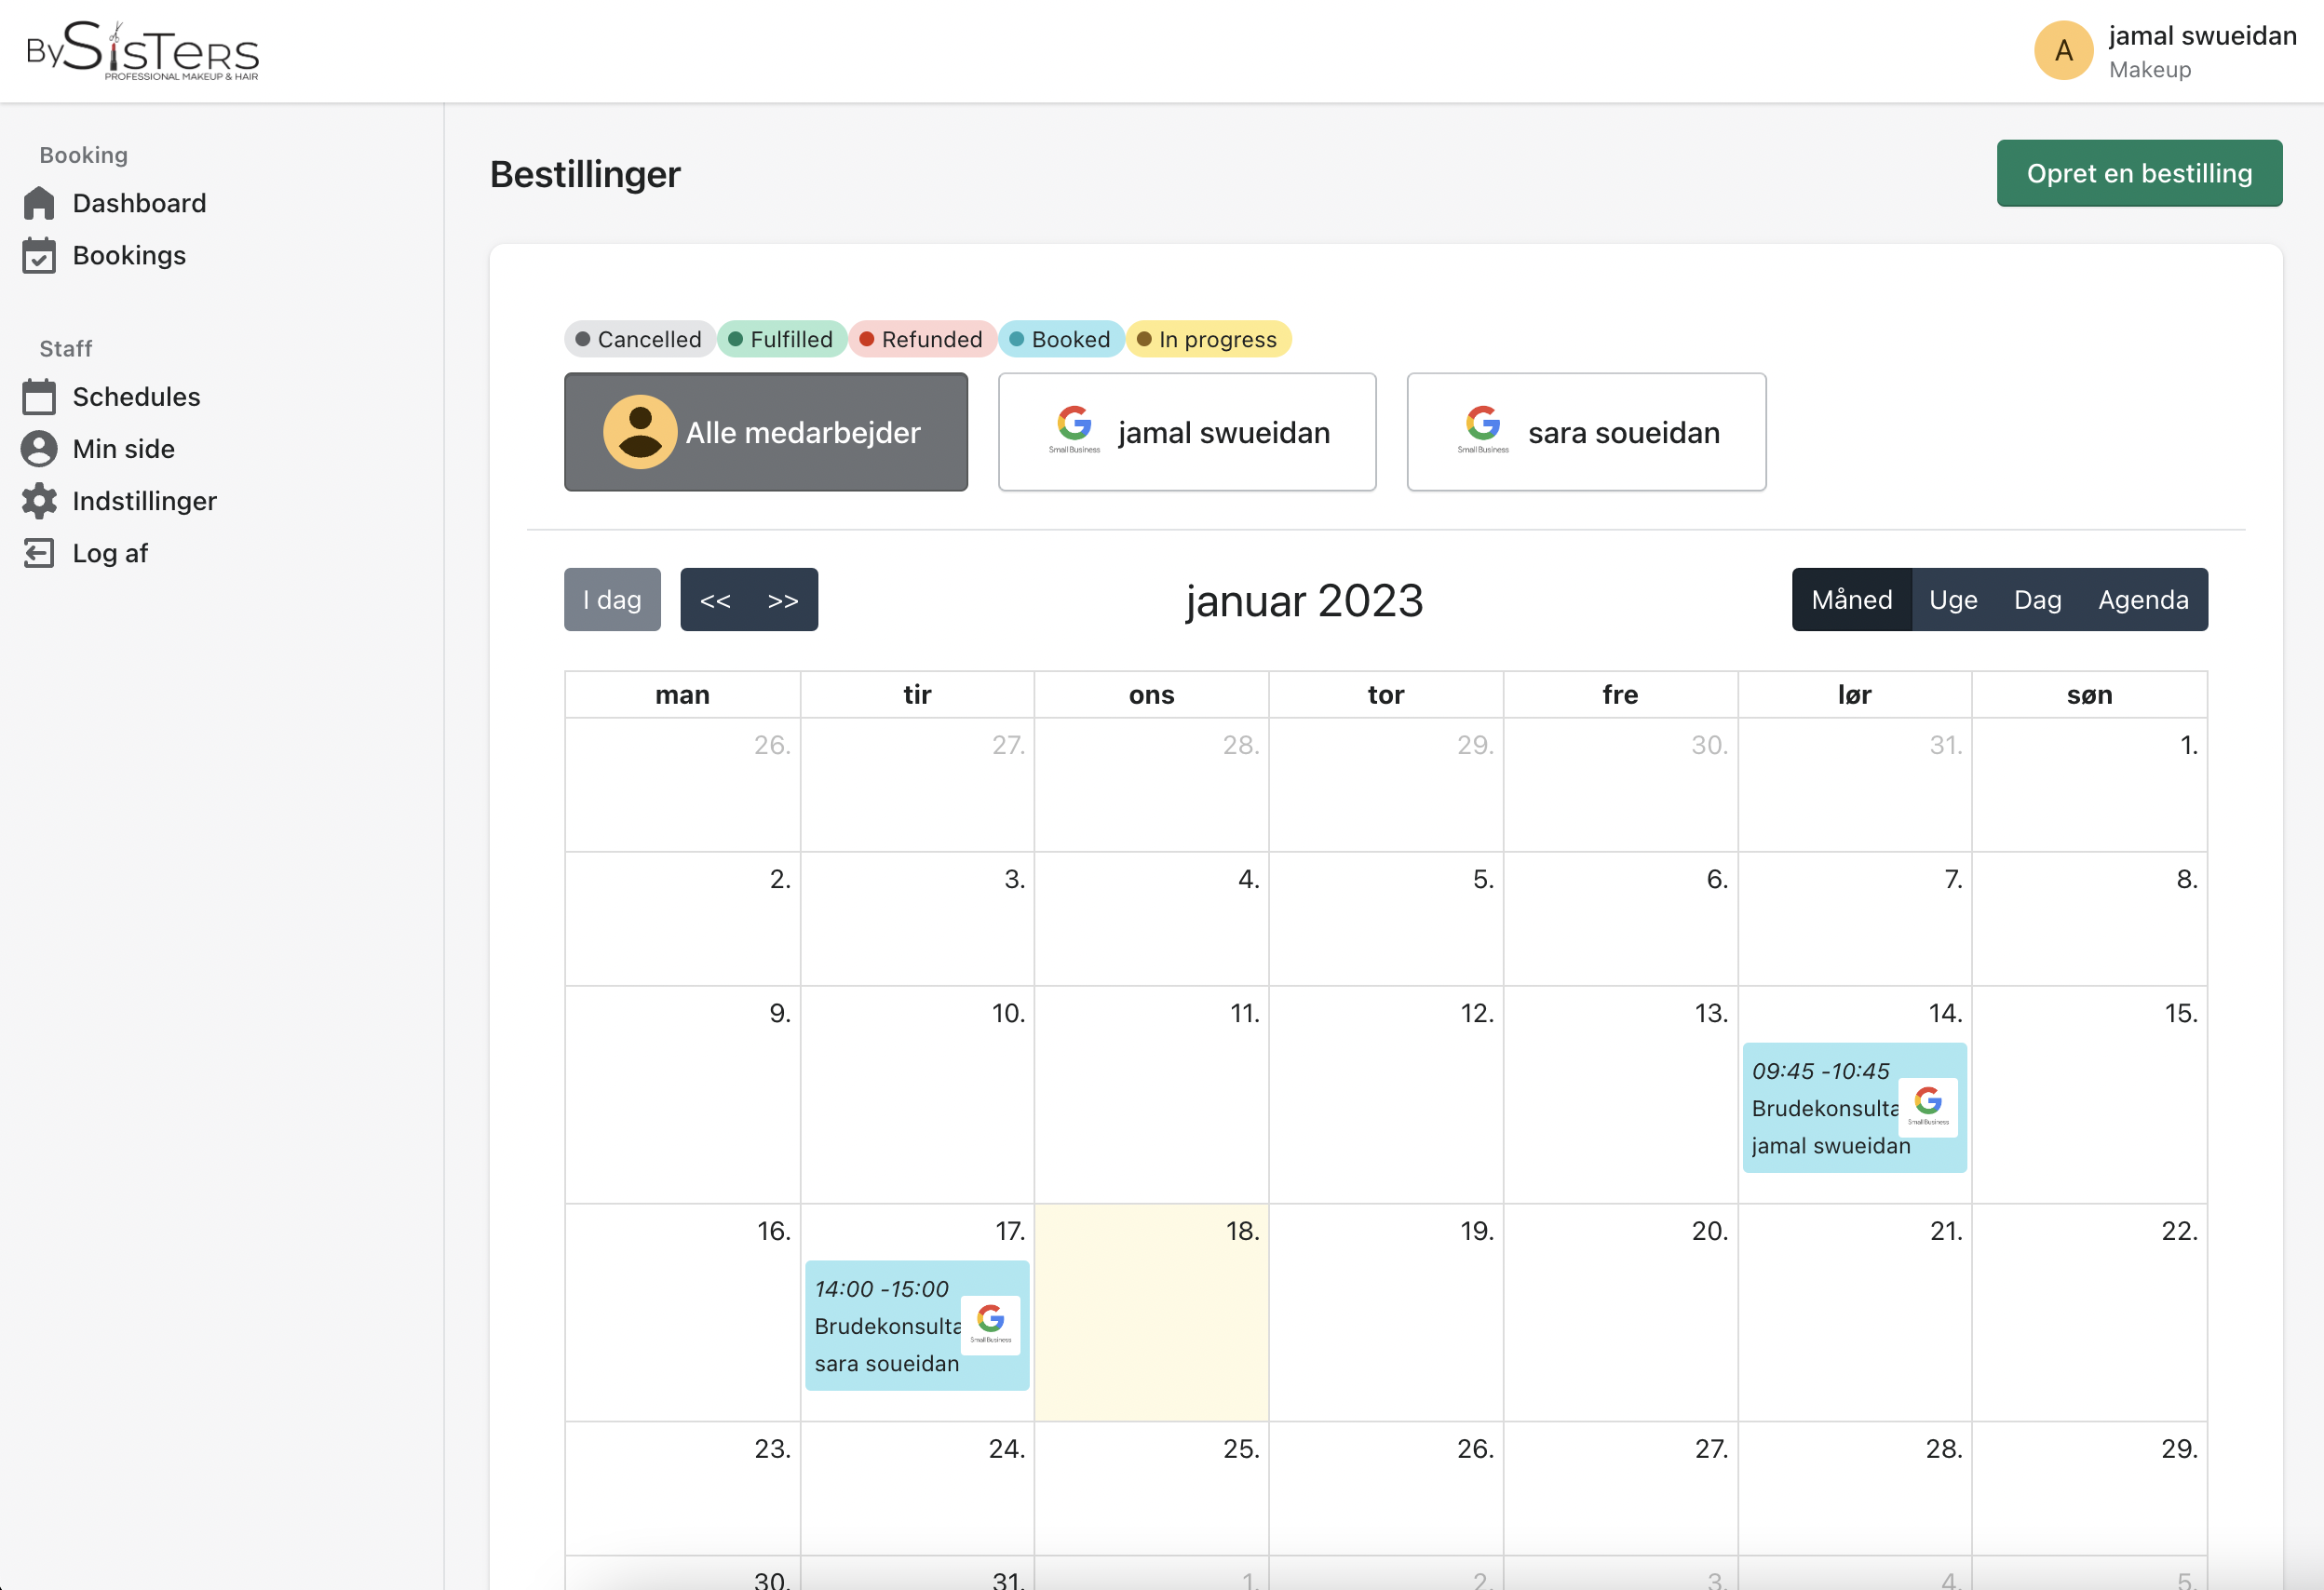 BySiSTERS
PROFESSIONAL MAKEUP & HAIR
A
jamal swueidan
Makeup
Booking
Dashboard
Bookings
Staff
Schedules
Min side
Indstillinger
Log af
Bestillinger
Opret en bestilling
Cancelled Fulfilled Refunded Booked In progress
Alle medarbejder
Small Business
jamal swueidan
Small Business
sara soueidan
I dag << >>
januar 2023
Måned Uge Dag Agenda
man tir ons tor fre lør søn
26. 27. 28. 29. 30. 31. 1.
2. 3. 4. 5. 6. 7. 8.
9. 10. 11. 12. 13. 14. 15.
09:45 -10:45
Brudekonsulta
jamal swueidan
Small Business
16. 17. 18. 19. 20. 21. 22.
14:00 -15:00
Brudekonsulta
sara soueidan
Small Business
23. 24. 25. 26. 27. 28. 29.
30. 31. 1. 2. 3. 4. 5.